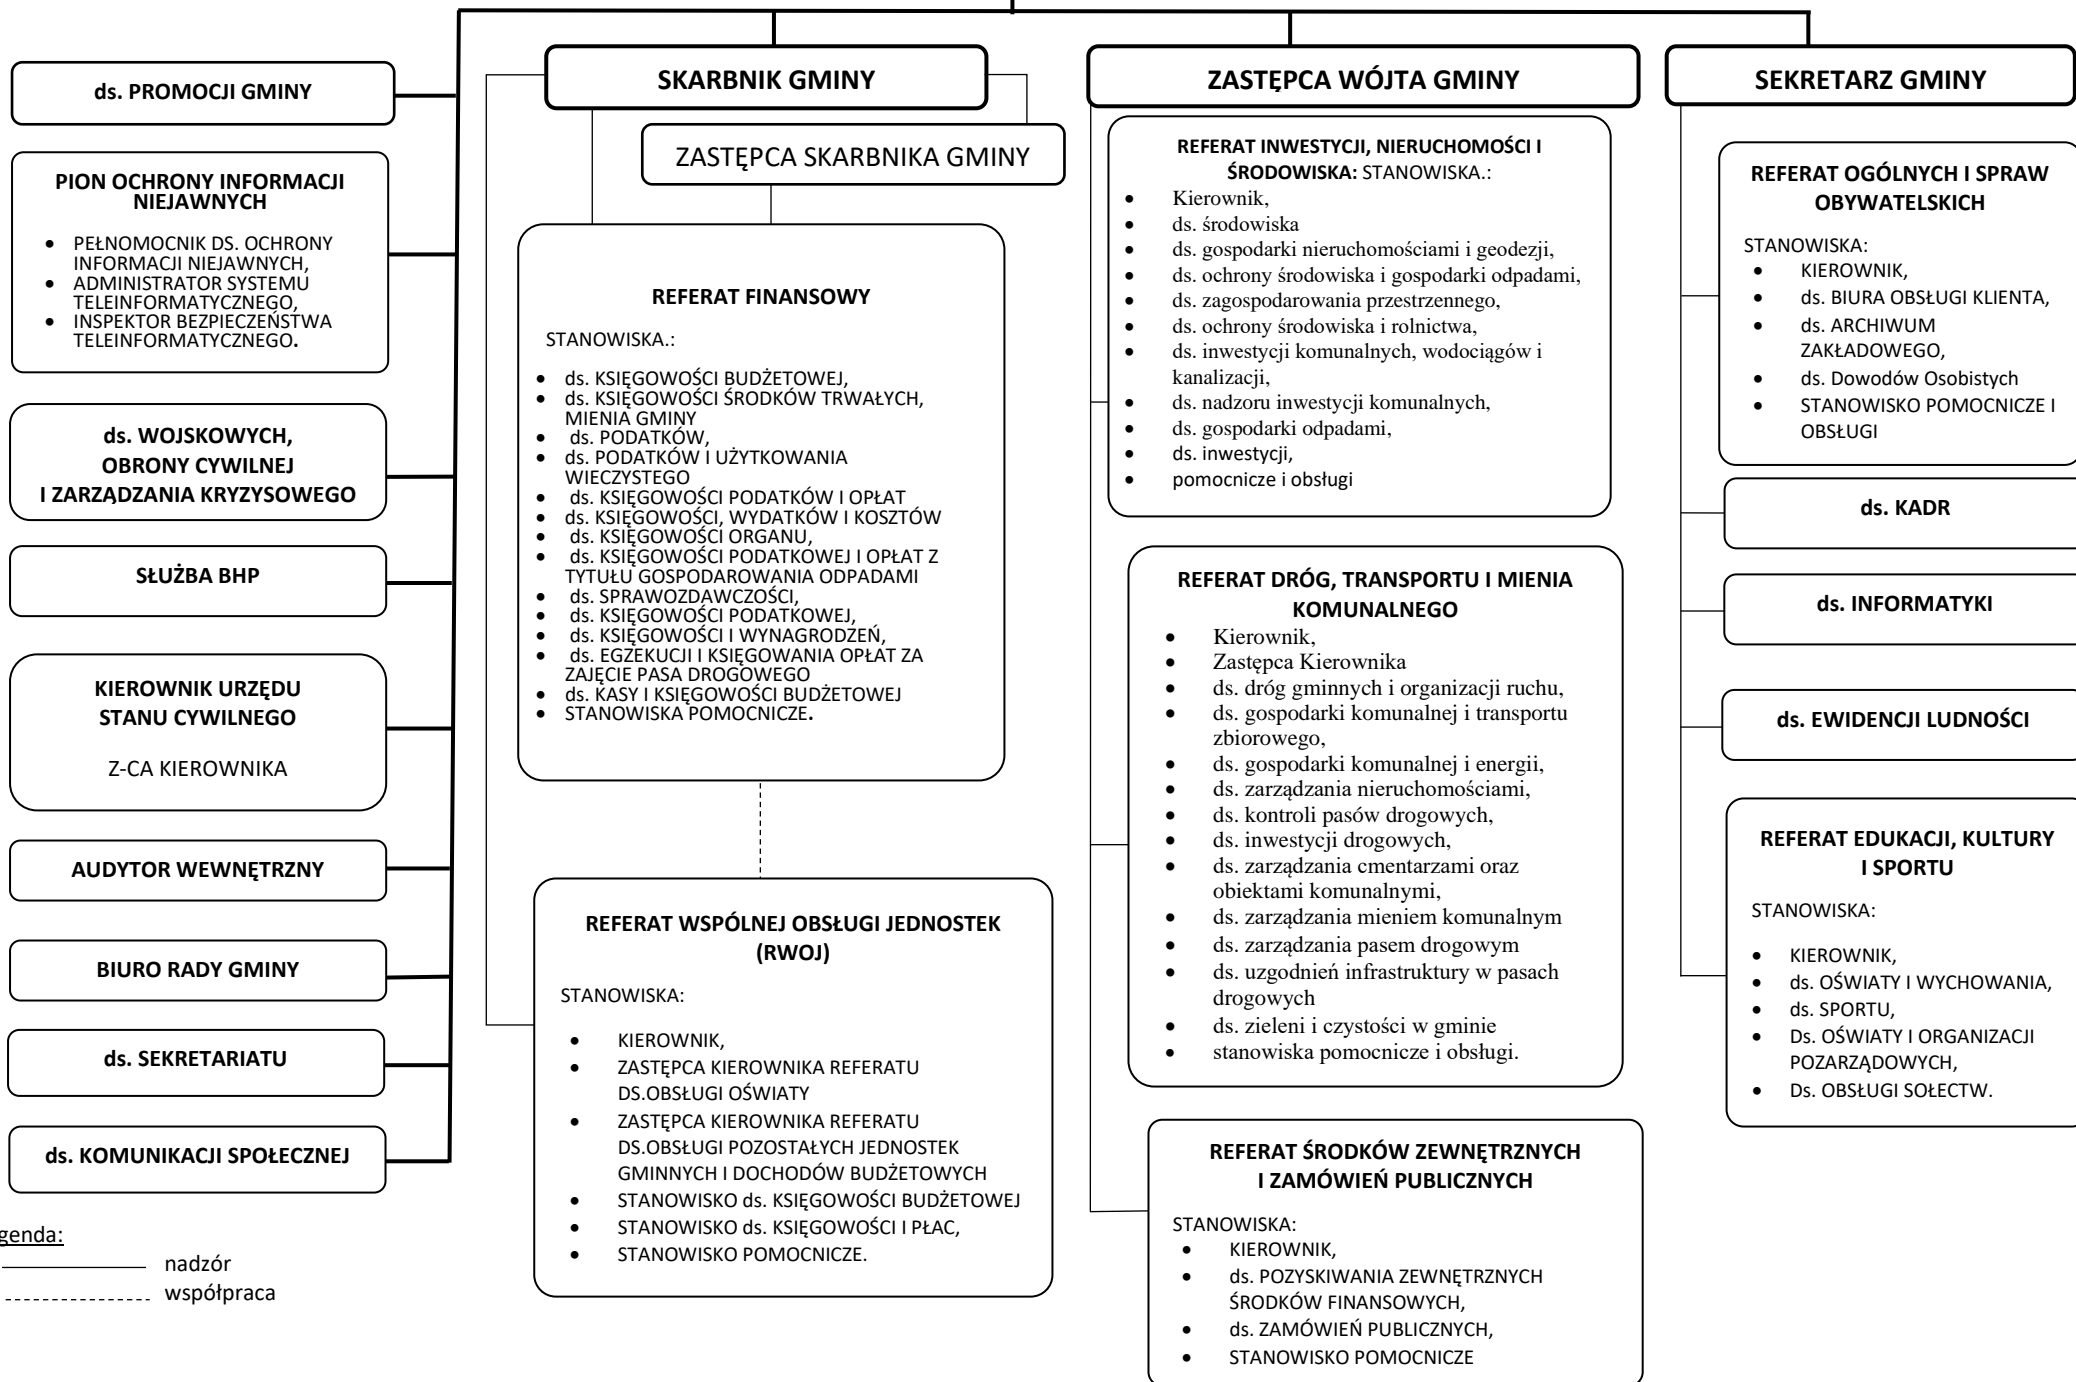 ds. PROMOCJI GMINY
PION OCHRONY INFORMACJI
NIEJAWNYCH
• PEŁNOMOCNIK DS. OCHRONY
INFORMACJI NIEJAWNYCH,
• ADMINISTRATOR SYSTEMU
TELEINFORMATYCZNEGO,
• INSPEKTOR BEZPIECZEŃSTWA
TELEINFORMATYCZNEGO.
ds. WOJSKOWYCH,
OBRONY CYWILNEJ
I ZARZĄDZANIA KRYZYSOWEGO
SŁUŻBA BHP
KIEROWNIK URZĘDU
STANU CYWILNEGO
Z-CA KIEROWNIKA
AUDYTOR WEWNĘTRZNY
BIURO RADY GMINY
ds. SEKRETARIATU
ds. KOMUNIKACJI SPOŁECZNEJ
genda:
nadzór
współpraca
SKARBNIK GMINY
ZASTĘPCA SKARBNIKA GMINY
REFERAT FINANSOWY
STANOWISKA.:
• ds. KSIĘGOWOŚCI BUDŻETOWEJ,
• ds. KSIĘGOWOŚCI ŚRODKÓW TRWAŁYCH,
MIENIA GMINY
• ds. PODATKÓW,
• ds. PODATKÓW I UŻYTKOWANIA
WIECZYSTEGO
• ds. KSIĘGOWOŚCI PODATKÓW I OPŁAT
• ds. KSIĘGOWOŚCI, WYDATKÓW I KOSZTÓW
• ds. KSIĘGOWOŚCI ORGANU,
• ds. KSIĘGOWOŚCI PODATKOWEJ I OPŁAT Z
TYTUŁU GOSPODAROWANIA ODPADAMI
• ds. SPRAWOZDAWCZOŚCI,
• ds. KSIĘGOWOŚCI PODATKOWEJ,
• ds. KSIĘGOWOŚCI I WYNAGRODZEŃ,
• ds. EGZEKUCJI I KSIĘGOWANIA OPŁAT ZA
ZAJĘCIE PASA DROGOWEGO
• ds. KASY I KSIĘGOWOŚCI BUDŻETOWEJ
• STANOWISKA POMOCNICZE.
REFERAT WSPÓLNEJ OBSŁUGI JEDNOSTEK
(RWOJ)
STANOWISKA:
• KIEROWNIK,
• ZASTĘPCA KIEROWNIKA REFERATU
DS.OBSŁUGI OŚWIATY
• ZASTĘPCA KIEROWNIKA REFERATU
DS.OBSŁUGI POZOSTAŁYCH JEDNOSTEK
GMINNYCH I DOCHODÓW BUDŻETOWYCH
• STANOWISKO ds. KSIĘGOWOŚCI BUDŻETOWEJ
• STANOWISKO ds. KSIĘGOWOŚCI I PŁAC,
• STANOWISKO POMOCNICZE.
ZASTĘPCA WÓJTA GMINY
REFERAT INWESTYCJI, NIERUCHOMOŚCI I
ŚRODOWISKA: STANOWISKA.:
• Kierownik,
• ds. środowiska
• ds. gospodarki nieruchomościami i geodezji,
• ds. ochrony środowiska i gospodarki odpadami,
• ds. zagospodarowania przestrzennego,
• ds. ochrony środowiska i rolnictwa,
• ds. inwestycji komunalnych, wodociągów i
kanalizacji,
• ds. nadzoru inwestycji komunalnych,
• ds. gospodarki odpadami,
• ds. inwestycji,
• pomocnicze i obsługi
REFERAT DRÓG, TRANSPORTU I MIENIA
KOMUNALNEGO
• Kierownik,
• Zastępca Kierownika
• ds. dróg gminnych i organizacji ruchu,
• ds. gospodarki komunalnej i transportu
zbiorowego,
• ds. gospodarki komunalnej i energii,
• ds. zarządzania nieruchomościami,
• ds. kontroli pasów drogowych,
• ds. inwestycji drogowych,
• ds. zarządzania cmentarzami oraz
obiektami komunalnymi,
• ds. zarządzania mieniem komunalnym
• ds. zarządzania pasem drogowym
• ds. uzgodnień infrastruktury w pasach
drogowych
• ds. zieleni i czystości w gminie
• stanowiska pomocnicze i obsługi.
REFERAT ŚRODKÓW ZEWNĘTRZNYCH
I ZAMÓWIEŃ PUBLICZNYCH
STANOWISKA:
• KIEROWNIK,
• ds. POZYSKIWANIA ZEWNĘTRZNYCH
ŚRODKÓW FINANSOWYCH,
• ds. ZAMÓWIEŃ PUBLICZNYCH,
• STANOWISKO POMOCNICZE
SEKRETARZ GMINY
REFERAT OGÓLNYCH I SPRAW
OBYWATELSKICH
STANOWISKA:
• KIEROWNIK,
• ds. BIURA OBSŁUGI KLIENTA,
• ds. ARCHIWUM
ZAKŁADOWEGO,
• ds. Dowodów Osobistych
• STANOWISKO POMOCNICZE I
OBSŁUGI
ds. KADR
ds. INFORMATYKI
ds. EWIDENCJI LUDNOŚCI
REFERAT EDUKACJI, KULTURY
I SPORTU
STANOWISKA:
• KIEROWNIK,
• ds. OŚWIATY I WYCHOWANIA,
• ds. SPORTU,
• Ds. OŚWIATY I ORGANIZACJI
POZARZĄDOWYCH,
• Ds. OBSŁUGI SOŁECTW.